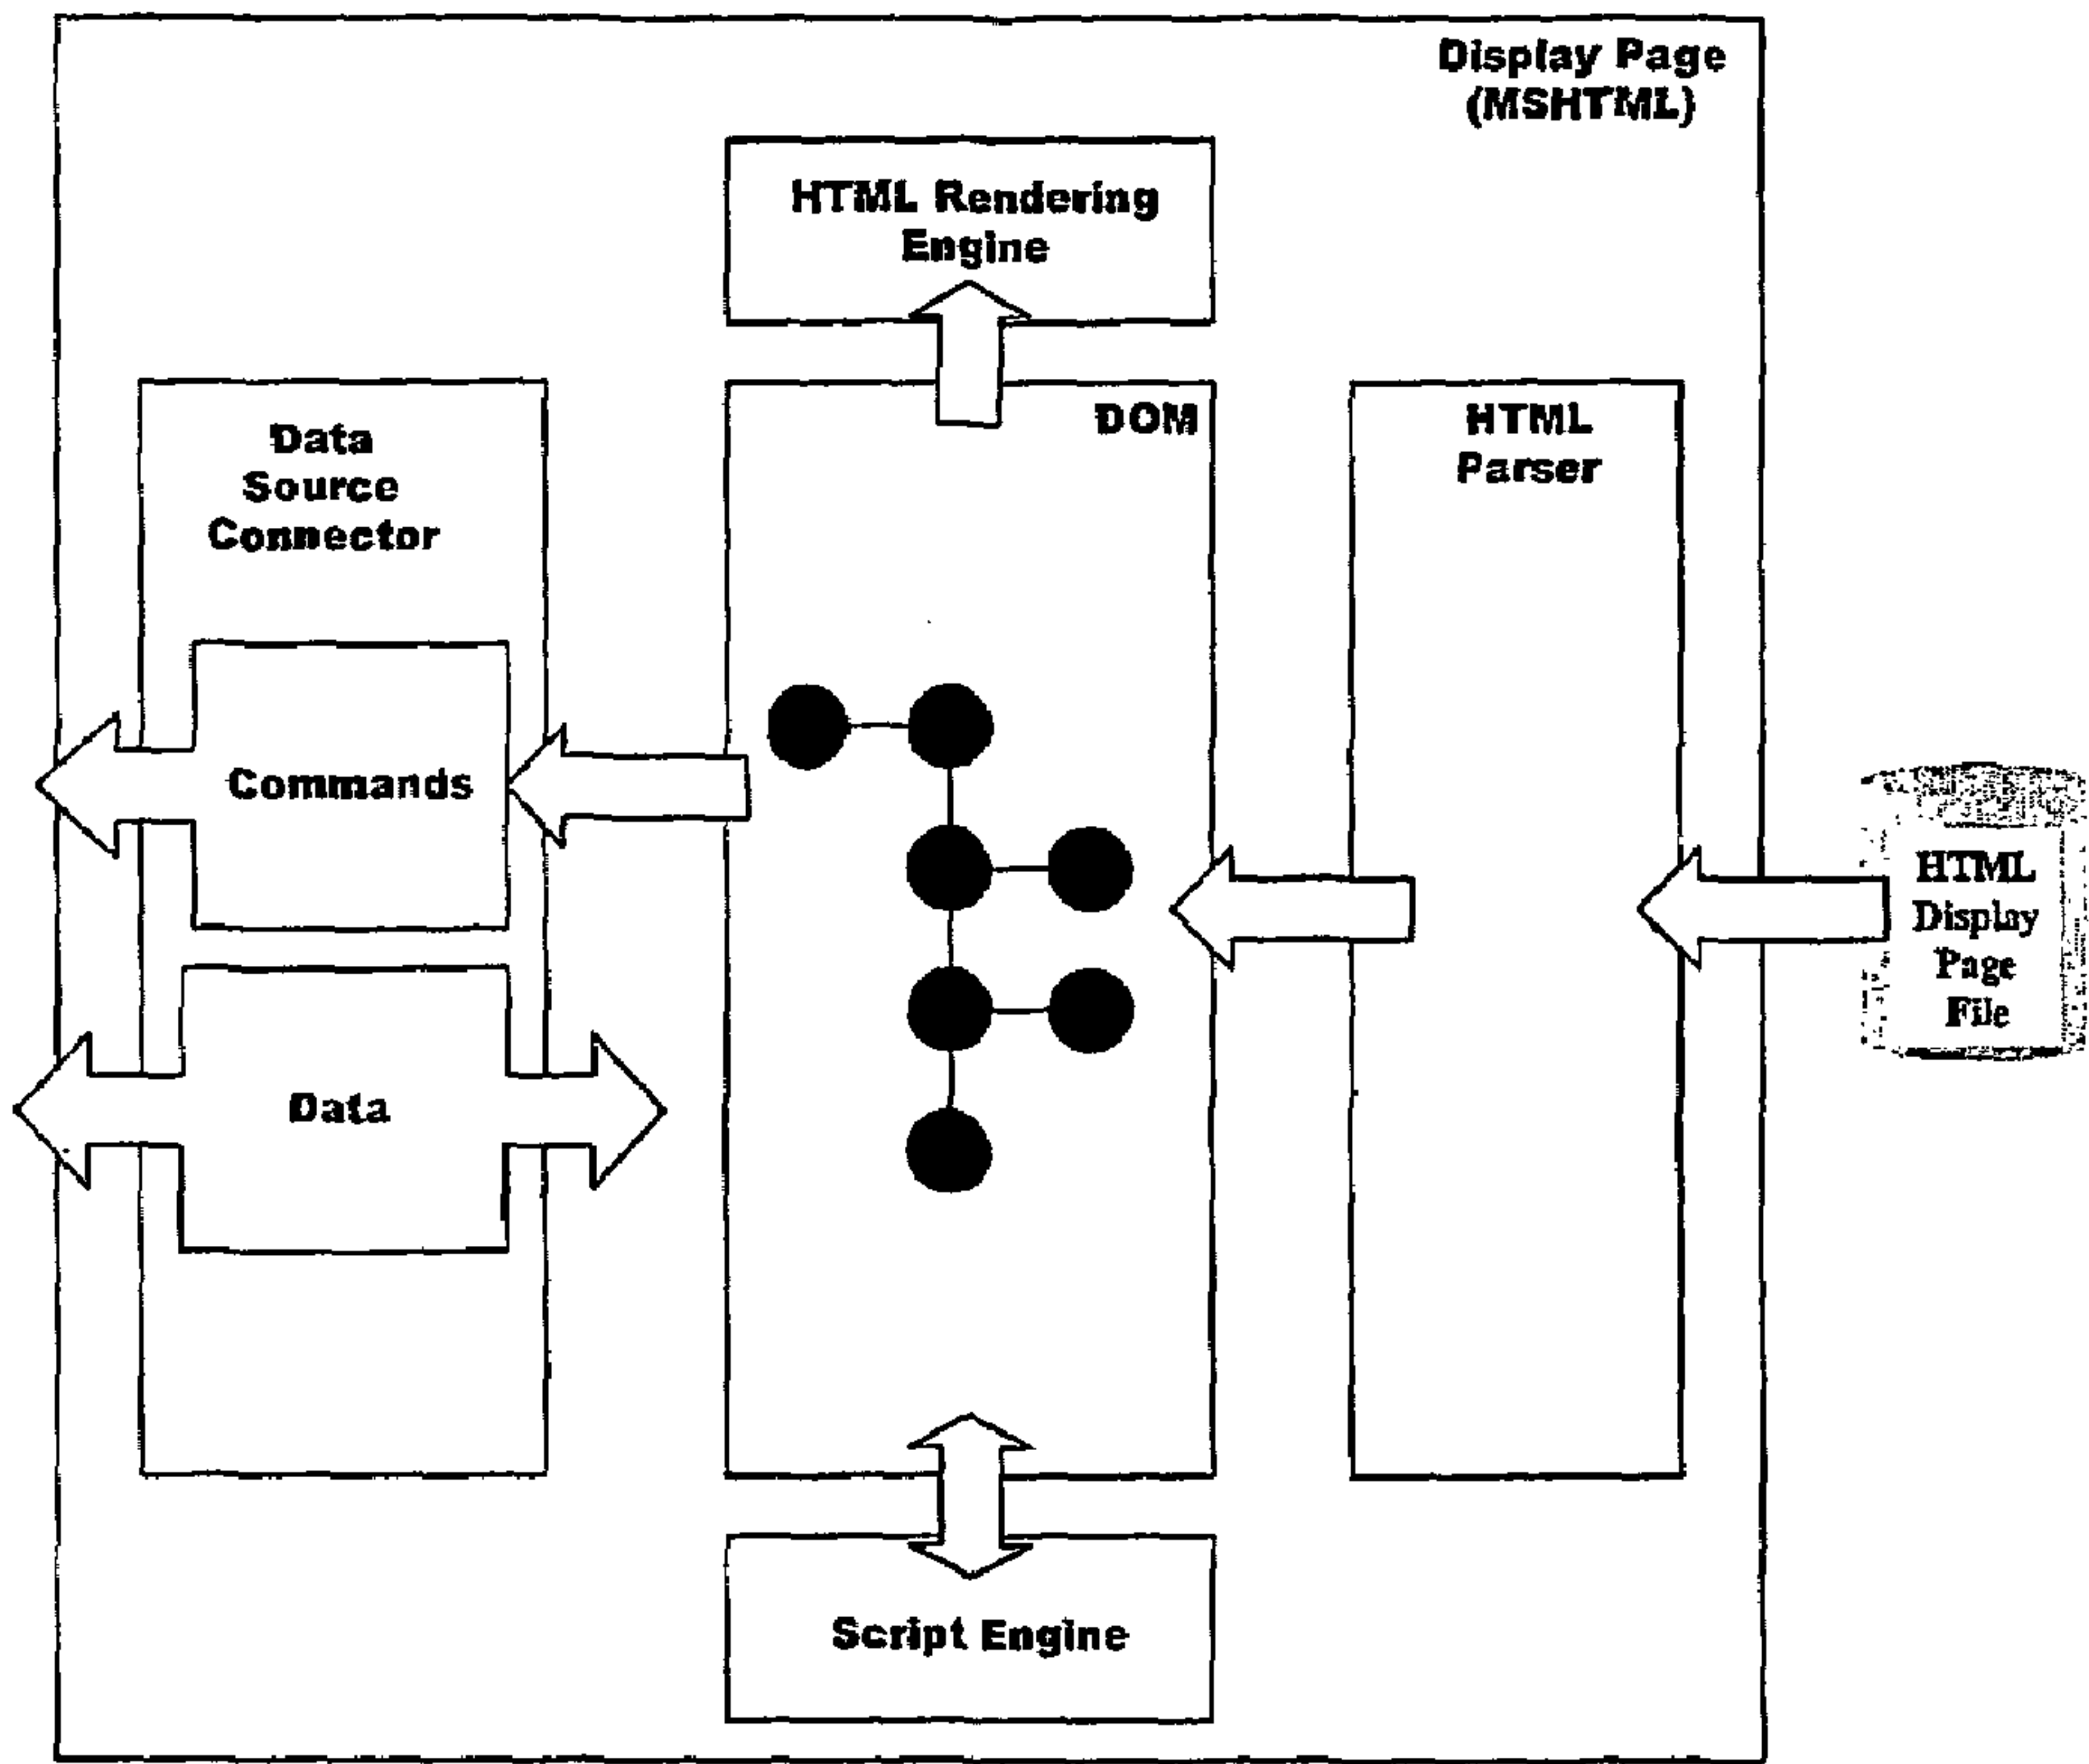 Display Page
(MSHTML)
HTML Rendering
Engine
Data
Source
Connector
DOM
HTML
Parser
Commands
HTML
Display
Page
File
Data
Script Engine